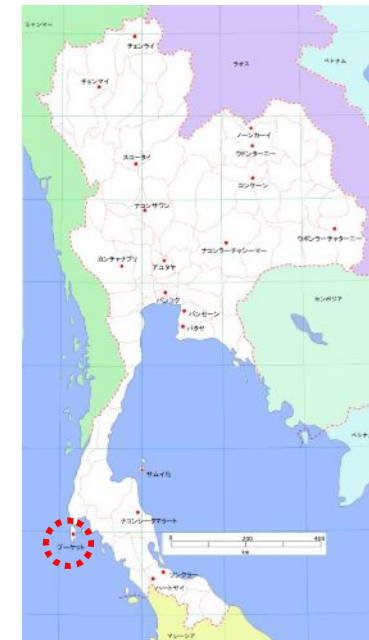 ミャンマー
チェンライ
ラオス
ベトナム
チェンマイ
ノーンカーイ
ウドンターニー
スコータイ
コンケーン
ナコンサワン
ウボンラーチャターニー
ナコンラーチャシーマー
カンチャナブリ
アユタヤ
バンコク
カンボジア
バンセーン
パタヤ
ベトナ
サムイ島
ナコンシータマラート
0 200 400
km
プーケット
ソンクラー
ハートヤイ
マレーシア